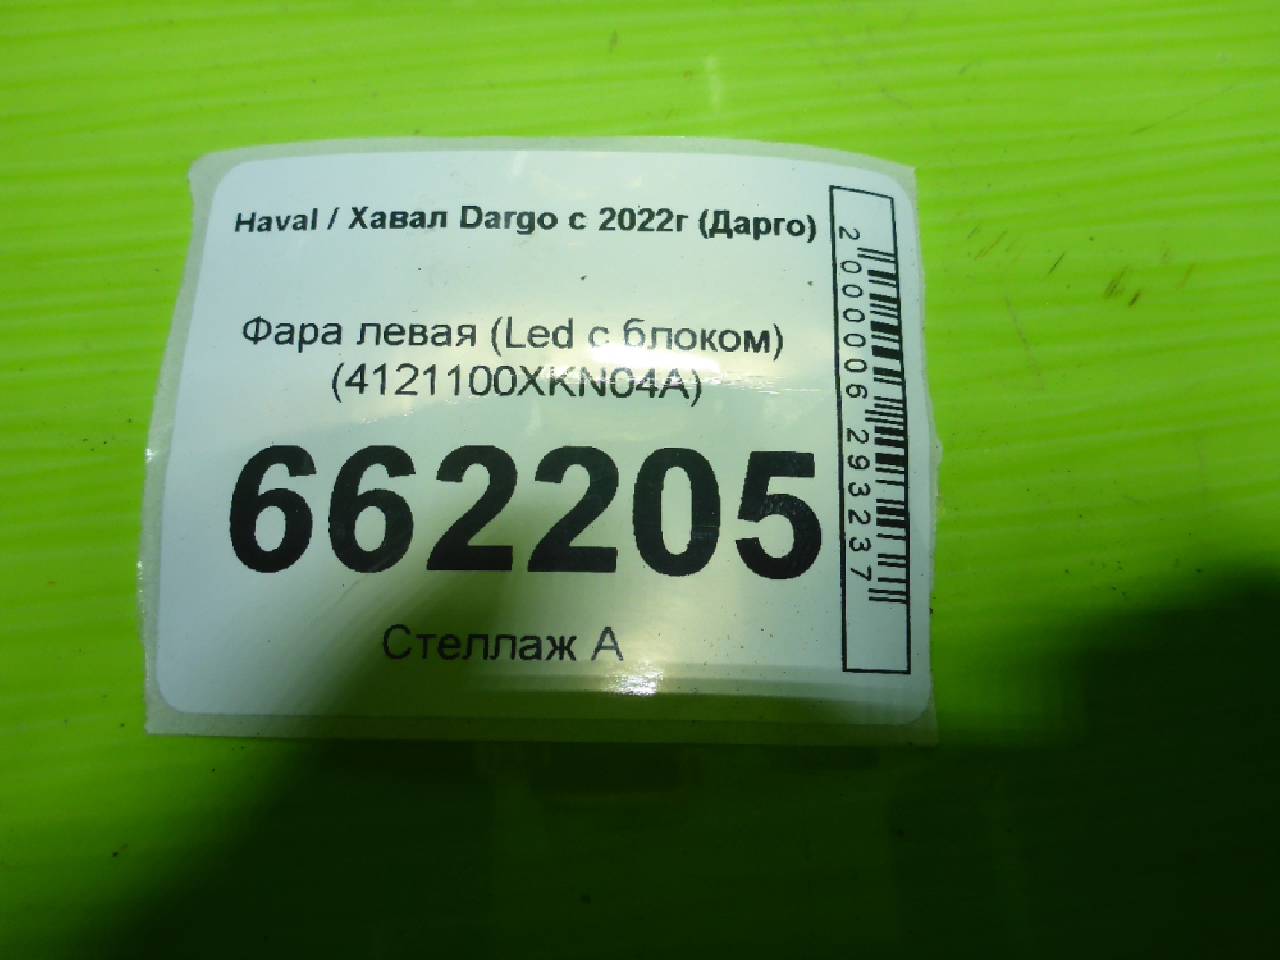 Haval / Хавал Dargo с 2022г (Дарго)
Фара левая (Led с блоком)
(4121100XKN04A)
662205
Стеллаж А
2000006293237